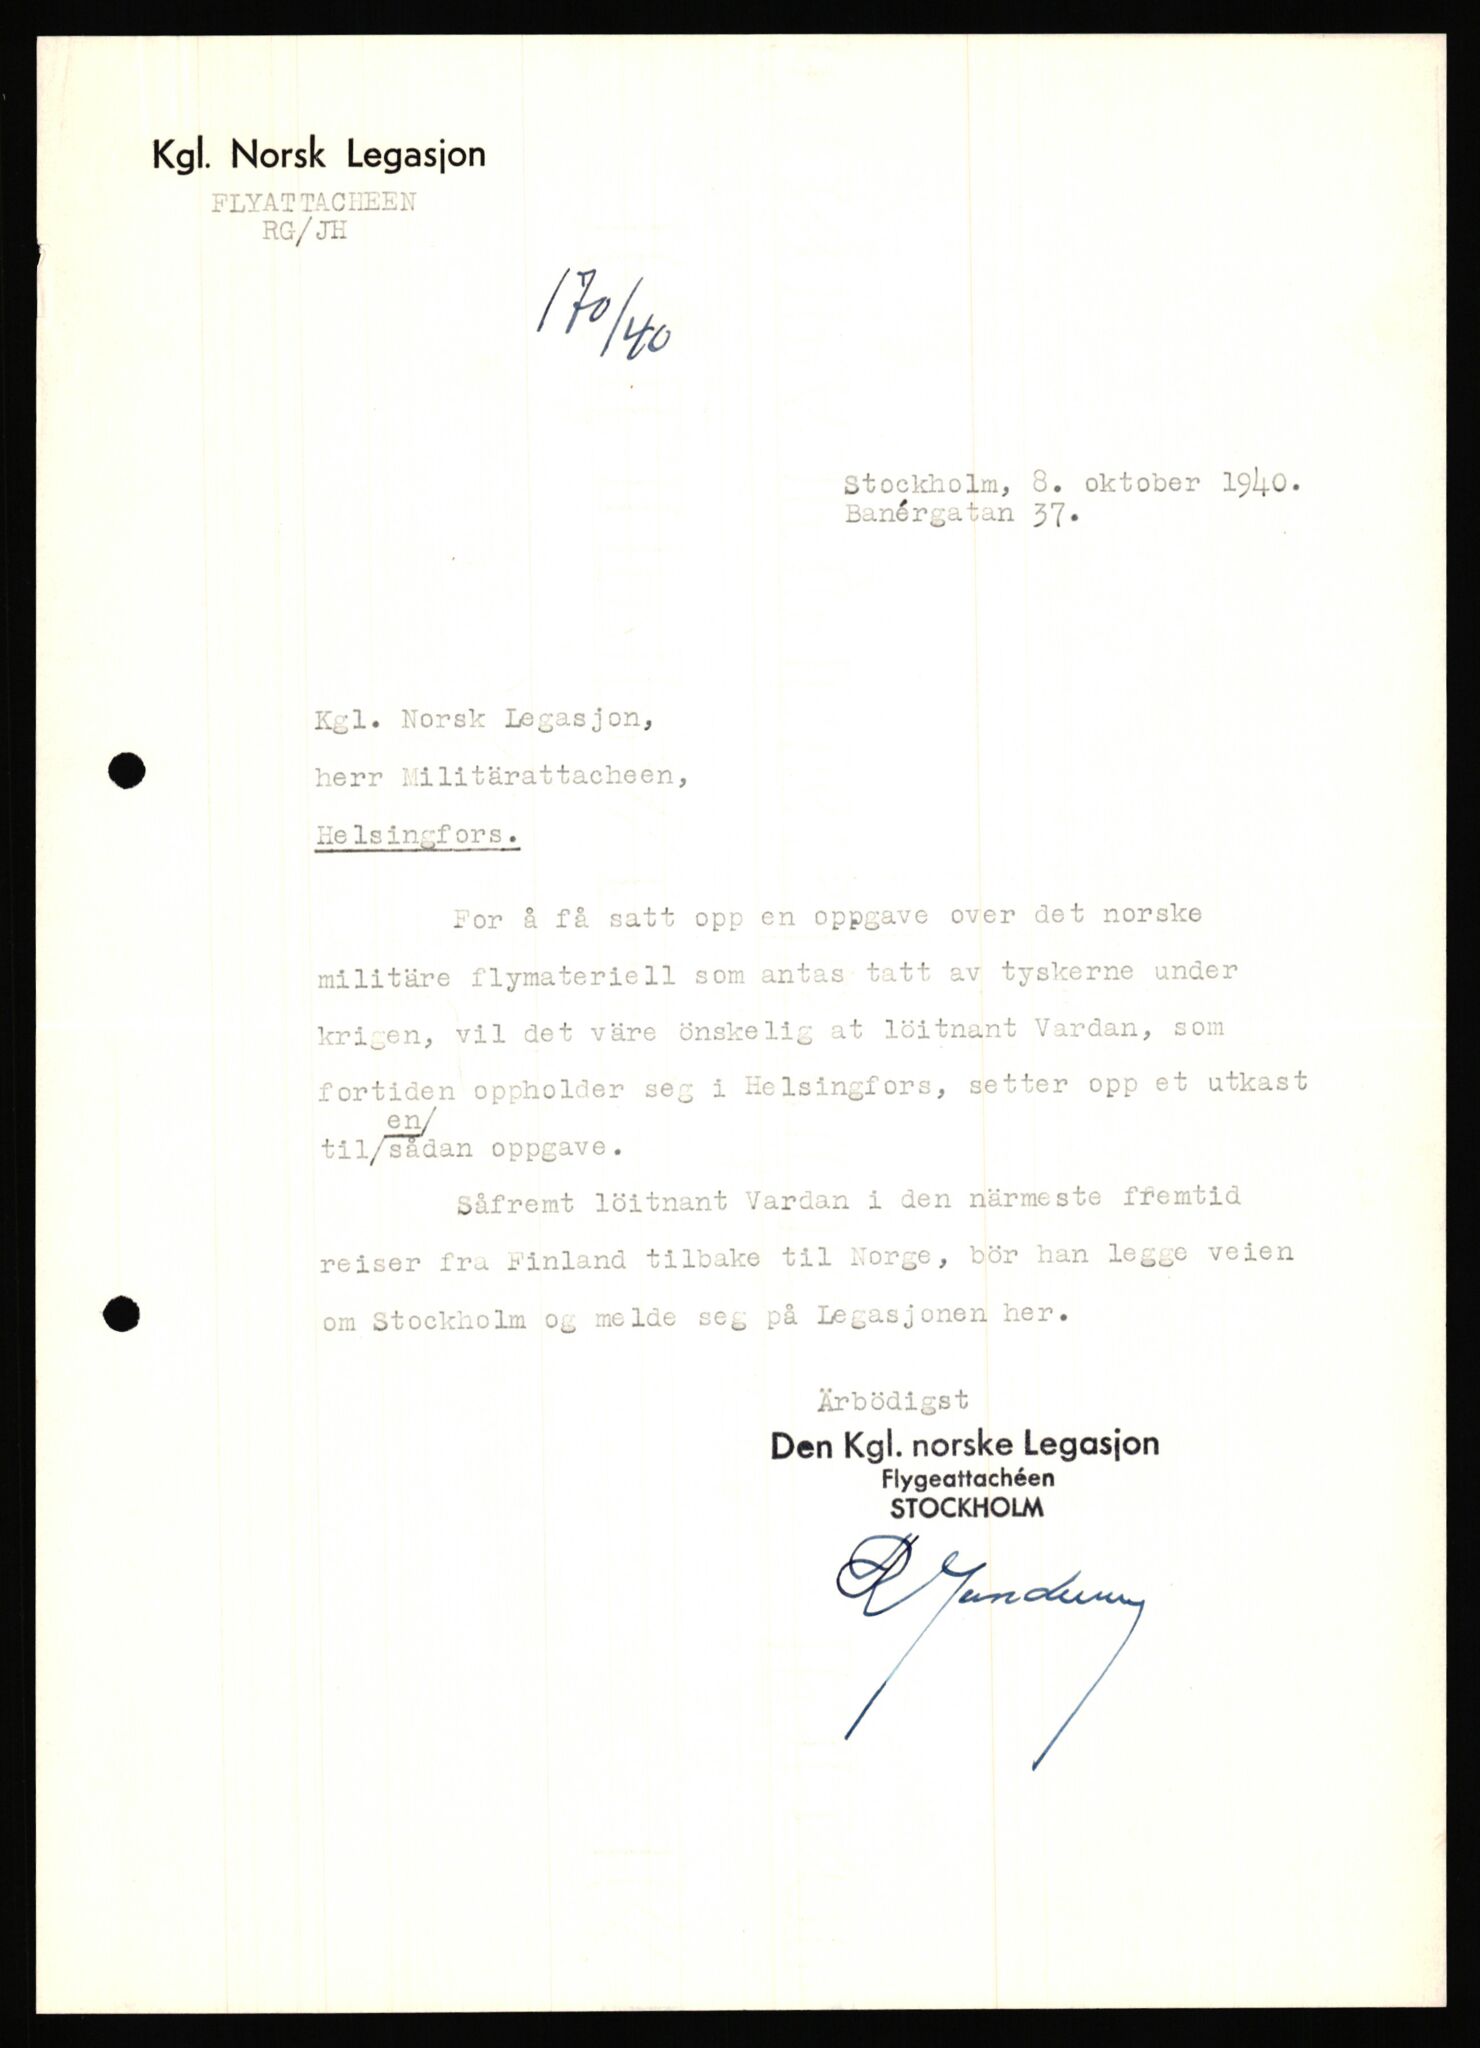 Kgl. Norsk Legasjon
FLYATTACHEEN
RG/JH
170/40
Stockholm, 8. oktober 1940.
Banérgatan 37.
Kgl. Norsk Legasjon,
herr Militärattacheen,
Helsingfors.
For å få satt opp en oppgave over det norske
militäre flymateriell som antas tatt av tyskerne under
krigen, vil det väre önskelig at löitnant Vardan, som
fortiden oppholder seg i Helsingfors, setter opp et utkast
en/
til/sådan oppgave.
Såfremt löitnant Vardan i den närmeste fremtid
reiser fra Finland tilbake til Norge, bör han legge veien
om Stockholm og melde seg på Legasjonen her.
Ärbödigst
Den Kgl. norske Legasjon
Flygeattachéen
STOCKHOLM